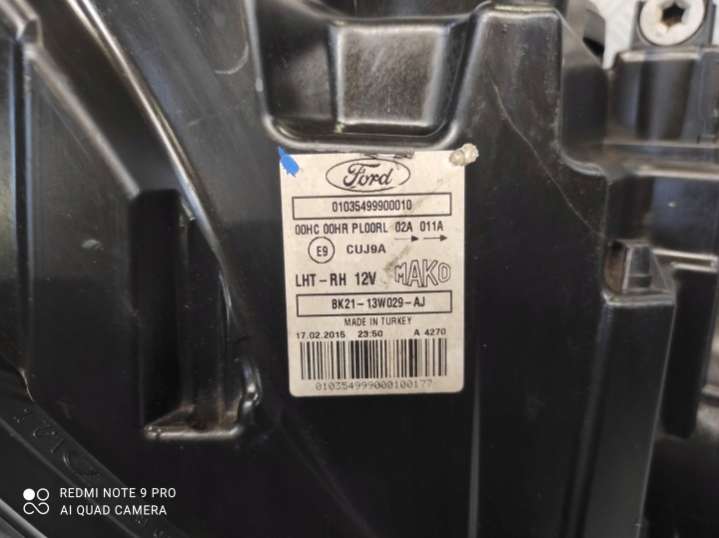 Ford
01035499900010
00HC 00HR PL00RL 02A 011A
E9 CUJ9A
LHT-RH 12V MAKO
BK21-13W029-AJ
MADE IN TURKEY
17.02.2015 23:50 A 4270
010354999000100177
REDMI NOTE 9 PRO
AI QUAD CAMERA